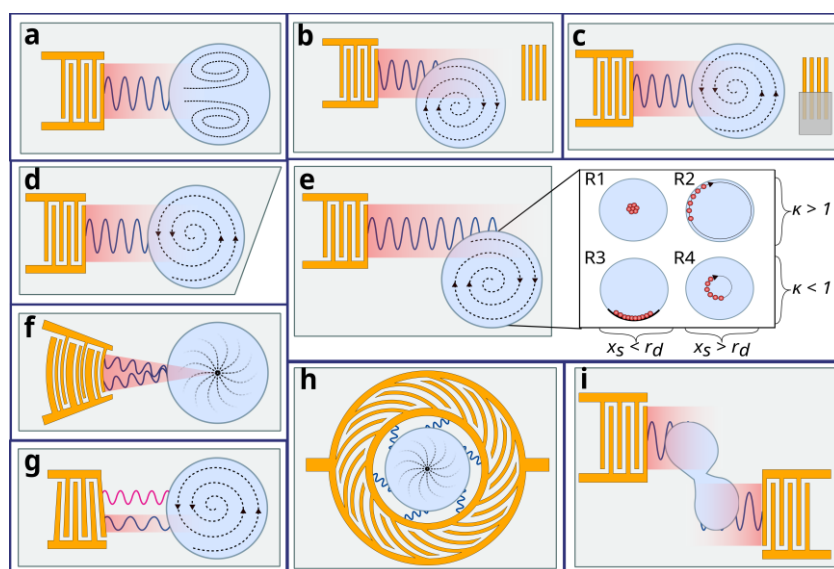 a
b
c
d
e
R1
R2
κ > 1
R3
R4
κ < 1
x_s < r_d
x_s > r_d
f
h
i
g